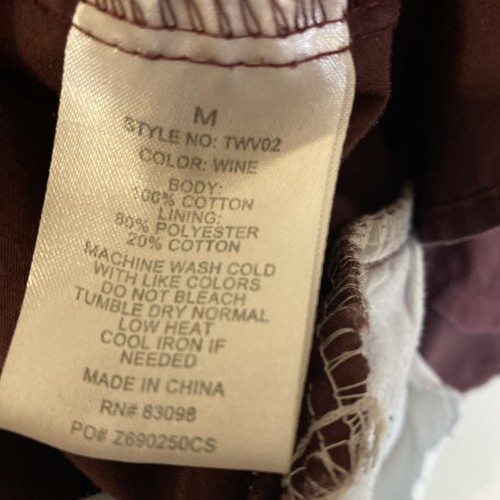 M
STYLE NO: TWV02
COLOR: WINE
BODY:
100% COTTON
LINING:
80% POLYESTER
20% COTTON
MACHINE WASH COLD
WITH LIKE COLORS
DO NOT BLEACH
TUMBLE DRY NORMAL
LOW HEAT
COOL IRON IF
NEEDED
MADE IN CHINA
RN# 83098
PO# Z690250CS